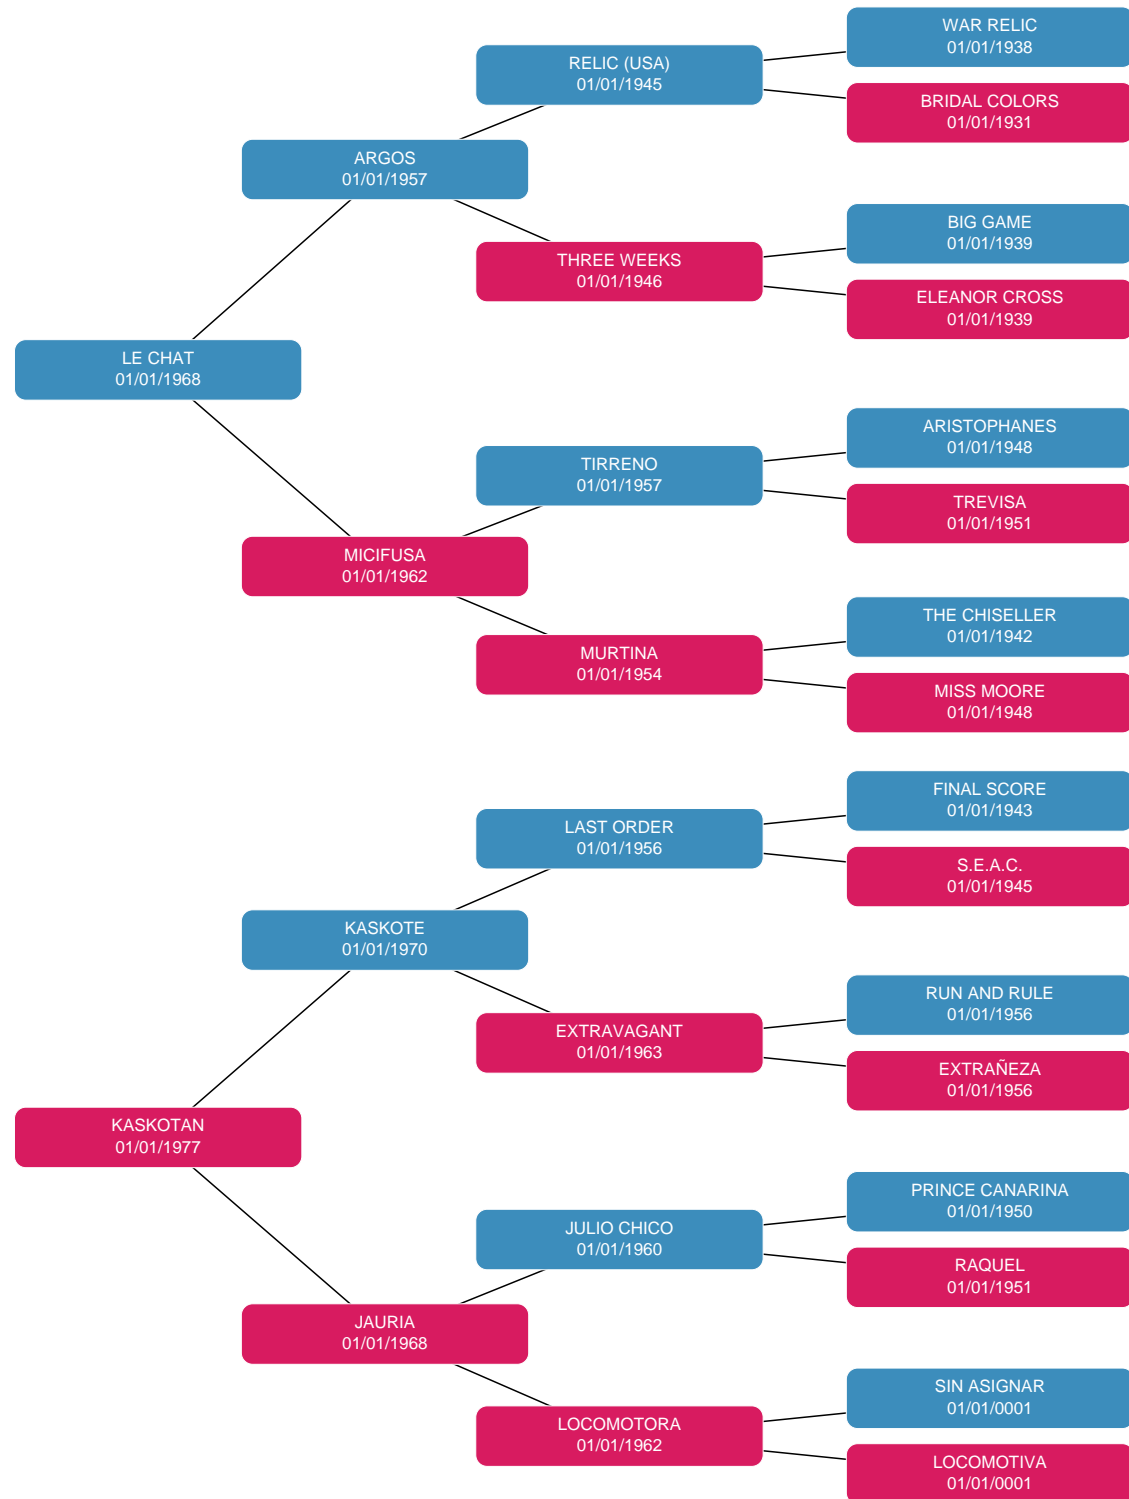 WAR RELIC
01/01/1938
RELIC (USA)
01/01/1945
BRIDAL COLORS
01/01/1931
ARGOS
01/01/1957
BIG GAME
01/01/1939
THREE WEEKS
01/01/1946
ELEANOR CROSS
01/01/1939
LE CHAT
01/01/1968
ARISTOPHANES
01/01/1948
TIRRENO
01/01/1957
TREVISA
01/01/1951
MICIFUSA
01/01/1962
THE CHISELLER
01/01/1942
MURTINA
01/01/1954
MISS MOORE
01/01/1948
FINAL SCORE
01/01/1943
LAST ORDER
01/01/1956
S.E.A.C.
01/01/1945
KASKOTE
01/01/1970
RUN AND RULE
01/01/1956
EXTRAVAGANT
01/01/1963
EXTRAÑEZA
01/01/1956
KASKOTAN
01/01/1977
PRINCE CANARINA
01/01/1950
JULIO CHICO
01/01/1960
RAQUEL
01/01/1951
JAURIA
01/01/1968
SIN ASIGNAR
01/01/0001
LOCOMOTORA
01/01/1962
LOCOMOTIVA
01/01/0001